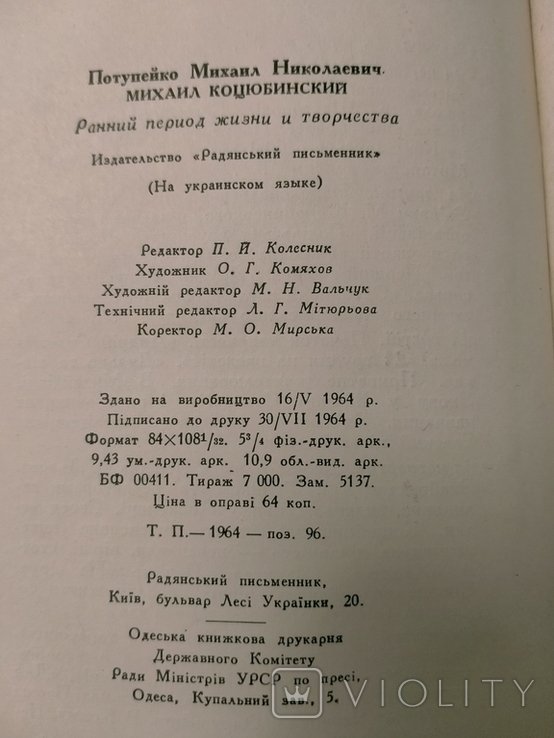 Потупейко Михаил Николаевич.
МИХАИЛ КОЦЮБИНСКИЙ
Ранний период жизни и творчества
Издательство «Радянський письменник»
(На украинском языке)
Редактор П. Й. Колесник
Художник О. Г. Комяхов
Художній редактор М. Н. Вальчук
Технічний редактор Л. Г. Мітюрьова
Коректор М. О. Мирська
Здано на виробництво 16/V 1964 р.
Підписано до друку 30/VII 1964 р.
Формат 84×108¹/₃₂. 5³/₄ фіз.-друк. арк.,
9,43 ум.-друк. арк. 10,9 обл.-вид. арк.
БФ 00411. Тираж 7 000. Зам. 5137.
Ціна в оправі 64 коп.
Т. П.—1964 — поз. 96.
Радянський письменник,
Київ, бульвар Лесі Українки, 20.
Одеська книжкова друкарня
Державного Комітету
Ради Міністрів УРСР по пресі,
Одеса, Купальний зав., 5.
VIOLITY